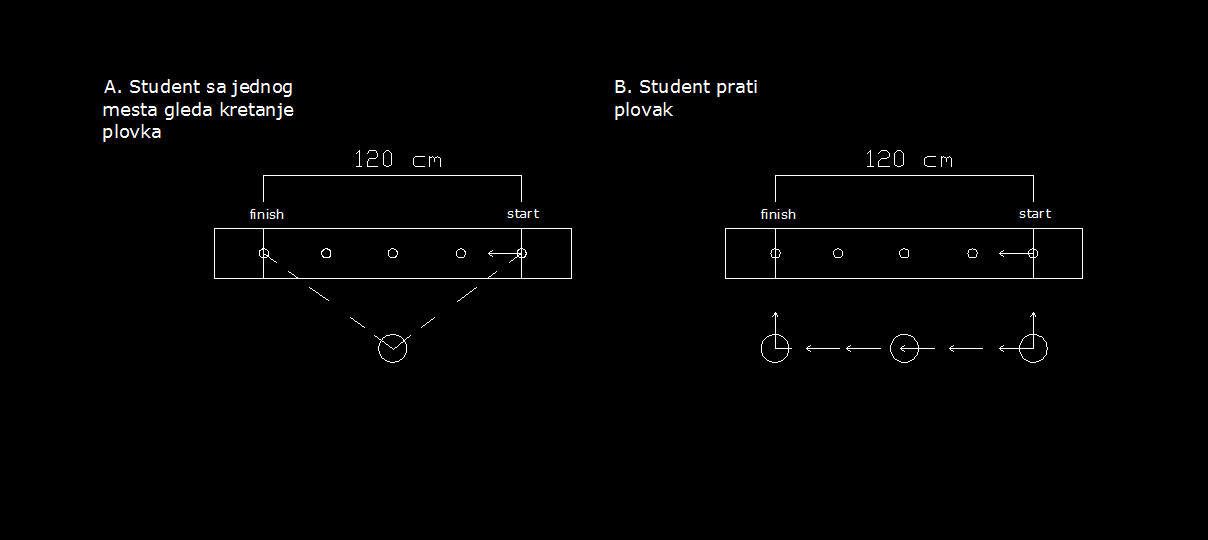 A. Student sa jednog
mesta gleda kretanje
plovka
120 cm
finish
start
B. Student prati
plovak
120 cm
finish
start